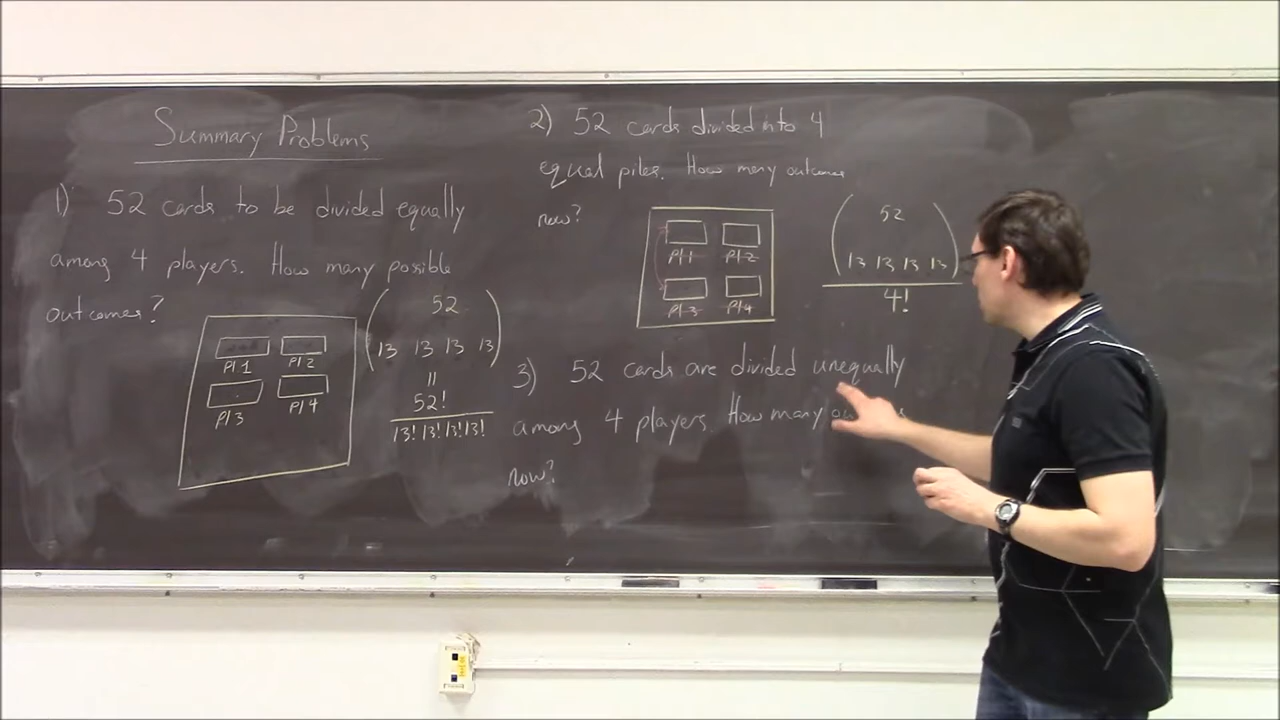 Summary Problems
1) 52 cards to be divided equally
among 4 players. How many possible
outcomes?
Pl 1 Pl 2
Pl 3 Pl 4
( 52
13 13 13 13 )
=
52!
13! 13! 13! 13!
2) 52 cards divided into 4
equal piles. How many outcomes
now?
Pl 1 Pl 2
Pl 3 Pl 4
( 52
13 13 13 13 )
4!
3) 52 cards are divided unequally
among 4 players. How many
now?